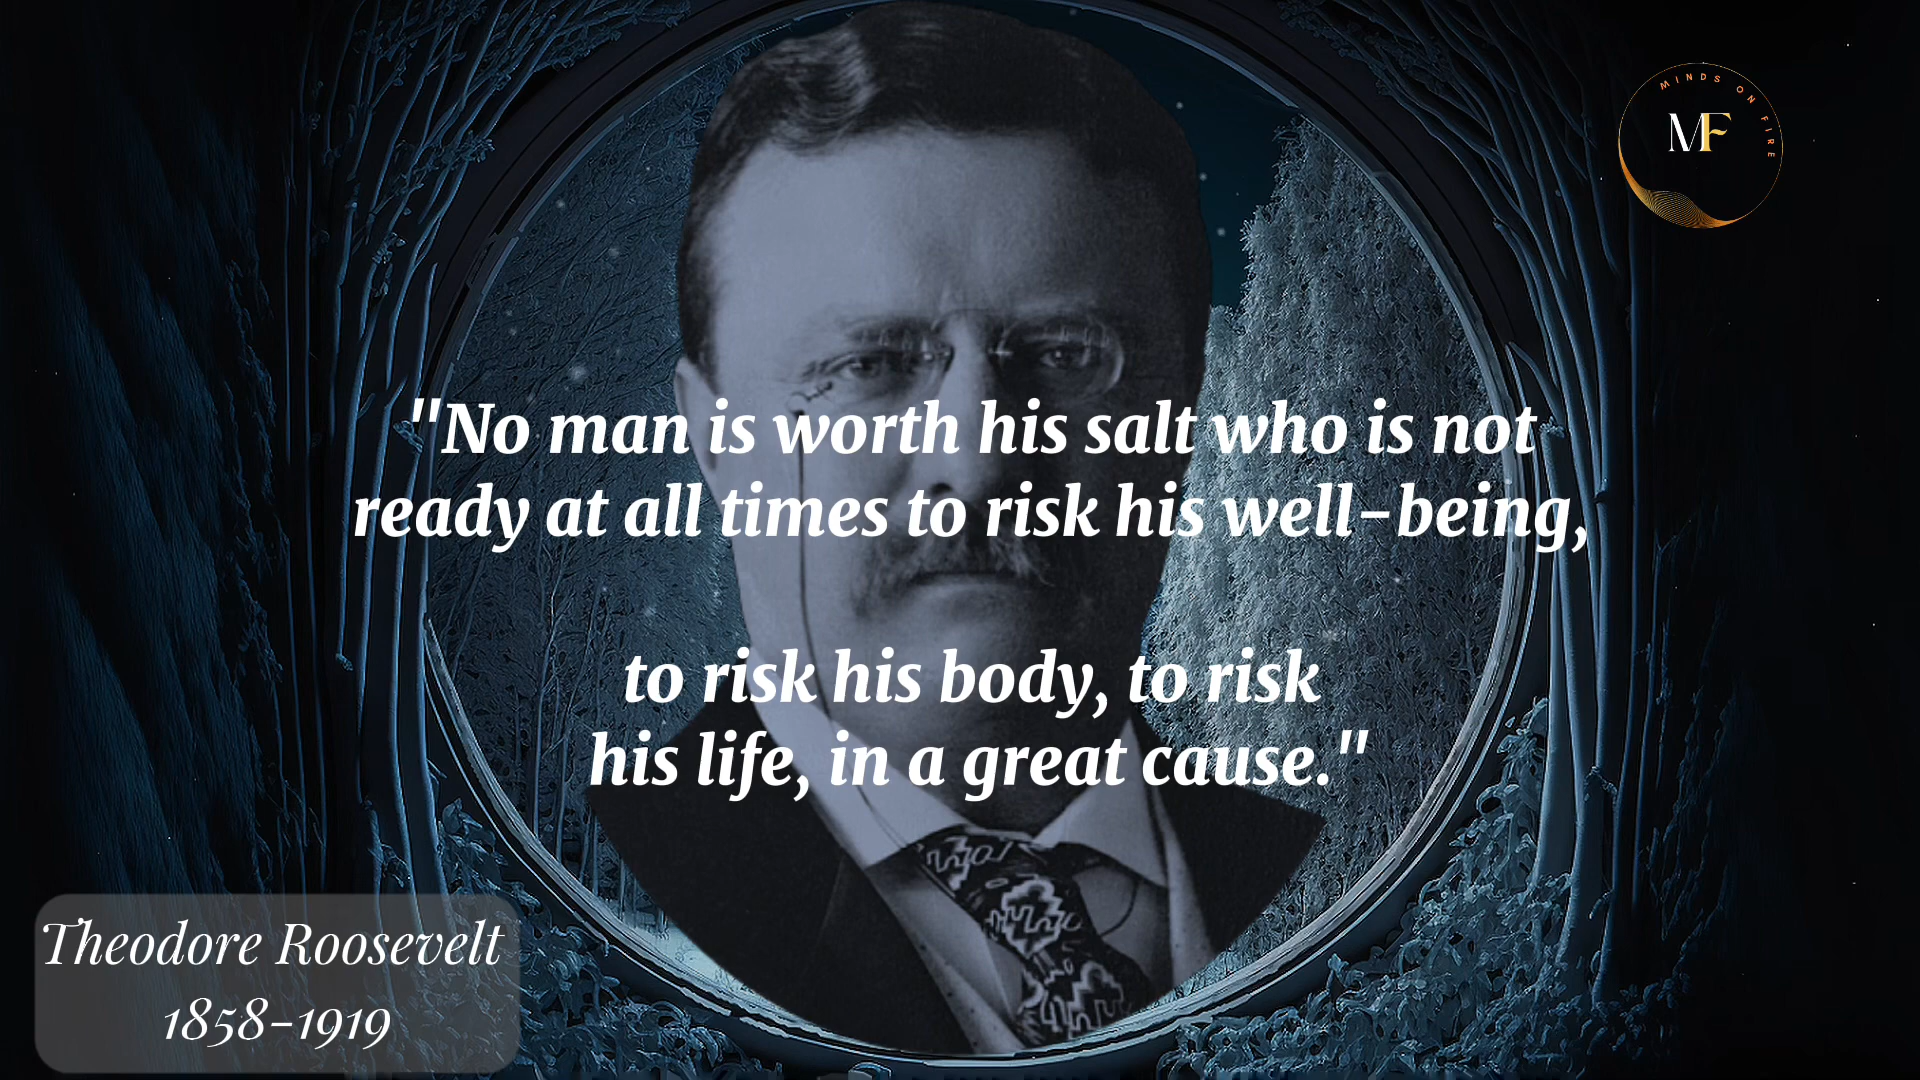 MINDS ON FIRE
MF
"No man is worth his salt who is not
ready at all times to risk his well-being,
to risk his body, to risk
his life, in a great cause."
Theodore Roosevelt
1858-1919